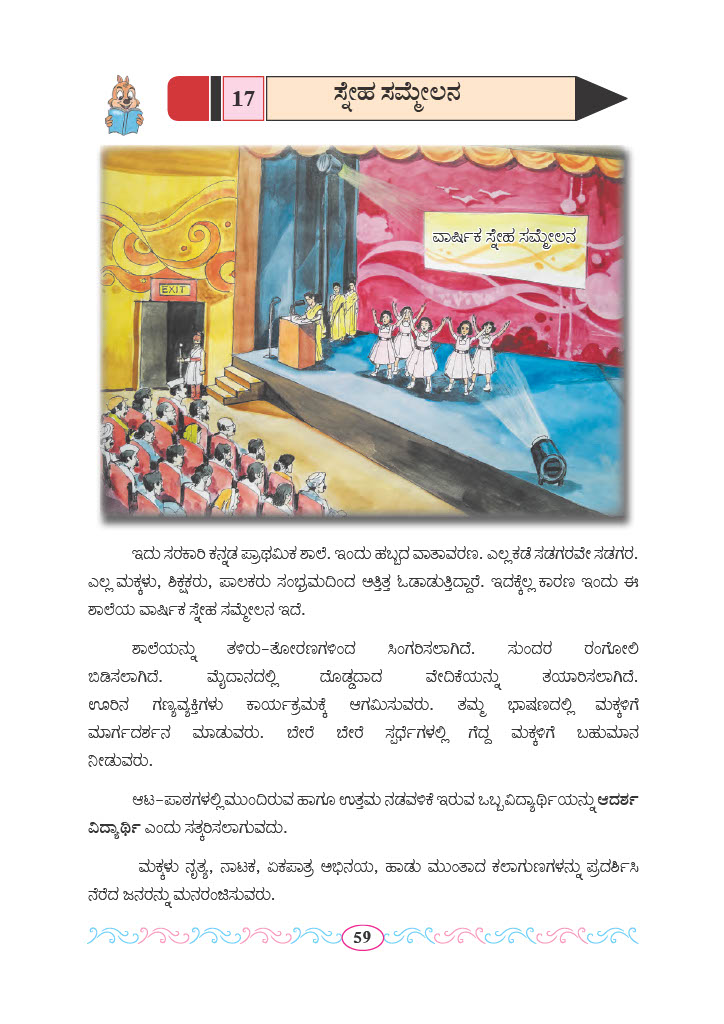 17
ಸ್ನೇಹ ಸಮ್ಮೇಲನ
ವಾರ್ಷಿಕ ಸ್ನೇಹ ಸಮ್ಮೇಲನ
EXIT
ಇದು ಸರಕಾರಿ ಕನ್ನಡ ಪ್ರಾಥಮಿಕ ಶಾಲೆ. ಇಂದು ಹಬ್ಬದ ವಾತಾವರಣ. ಎಲ್ಲ ಕಡೆ ಸಡಗರವೇ ಸಡಗರ.
ಎಲ್ಲ ಮಕ್ಕಳು, ಶಿಕ್ಷಕರು, ಪಾಲಕರು ಸಂಭ್ರಮದಿಂದ ಅತ್ತಿತ್ತ ಓಡಾಡುತ್ತಿದ್ದಾರೆ. ಇದಕ್ಕೆಲ್ಲ ಕಾರಣ ಇಂದು ಈ
ಶಾಲೆಯ ವಾರ್ಷಿಕ ಸ್ನೇಹ ಸಮ್ಮೇಲನ ಇದೆ.
ಶಾಲೆಯನ್ನು ತಳಿರು-ತೋರಣಗಳಿಂದ ಸಿಂಗರಿಸಲಾಗಿದೆ. ಸುಂದರ ರಂಗೋಲಿ
ಬಿಡಿಸಲಾಗಿದೆ. ಮೈದಾನದಲ್ಲಿ ದೊಡ್ಡದಾದ ವೇದಿಕೆಯನ್ನು ತಯಾರಿಸಲಾಗಿದೆ.
ಊರಿನ ಗಣ್ಯವ್ಯಕ್ತಿಗಳು ಕಾರ್ಯಕ್ರಮಕ್ಕೆ ಆಗಮಿಸುವರು. ತಮ್ಮ ಭಾಷಣದಲ್ಲಿ ಮಕ್ಕಳಿಗೆ
ಮಾರ್ಗದರ್ಶನ ಮಾಡುವರು. ಬೇರೆ ಬೇರೆ ಸ್ಪರ್ಧೆಗಳಲ್ಲಿ ಗೆದ್ದ ಮಕ್ಕಳಿಗೆ ಬಹುಮಾನ
ನೀಡುವರು.
ಆಟ-ಪಾಠಗಳಲ್ಲಿ ಮುಂದಿರುವ ಹಾಗೂ ಉತ್ತಮ ನಡವಳಿಕೆ ಇರುವ ಒಬ್ಬ ವಿದ್ಯಾರ್ಥಿಯನ್ನು ಆದರ್ಶ
ವಿದ್ಯಾರ್ಥಿ ಎಂದು ಸತ್ಕರಿಸಲಾಗುವದು.
ಮಕ್ಕಳು ನೃತ್ಯ, ನಾಟಕ, ಏಕಪಾತ್ರ ಅಭಿನಯ, ಹಾಡು ಮುಂತಾದ ಕಲಾಗುಣಗಳನ್ನು ಪ್ರದರ್ಶಿಸಿ
ನೆರೆದ ಜನರನ್ನು ಮನರಂಜಿಸುವರು.
59